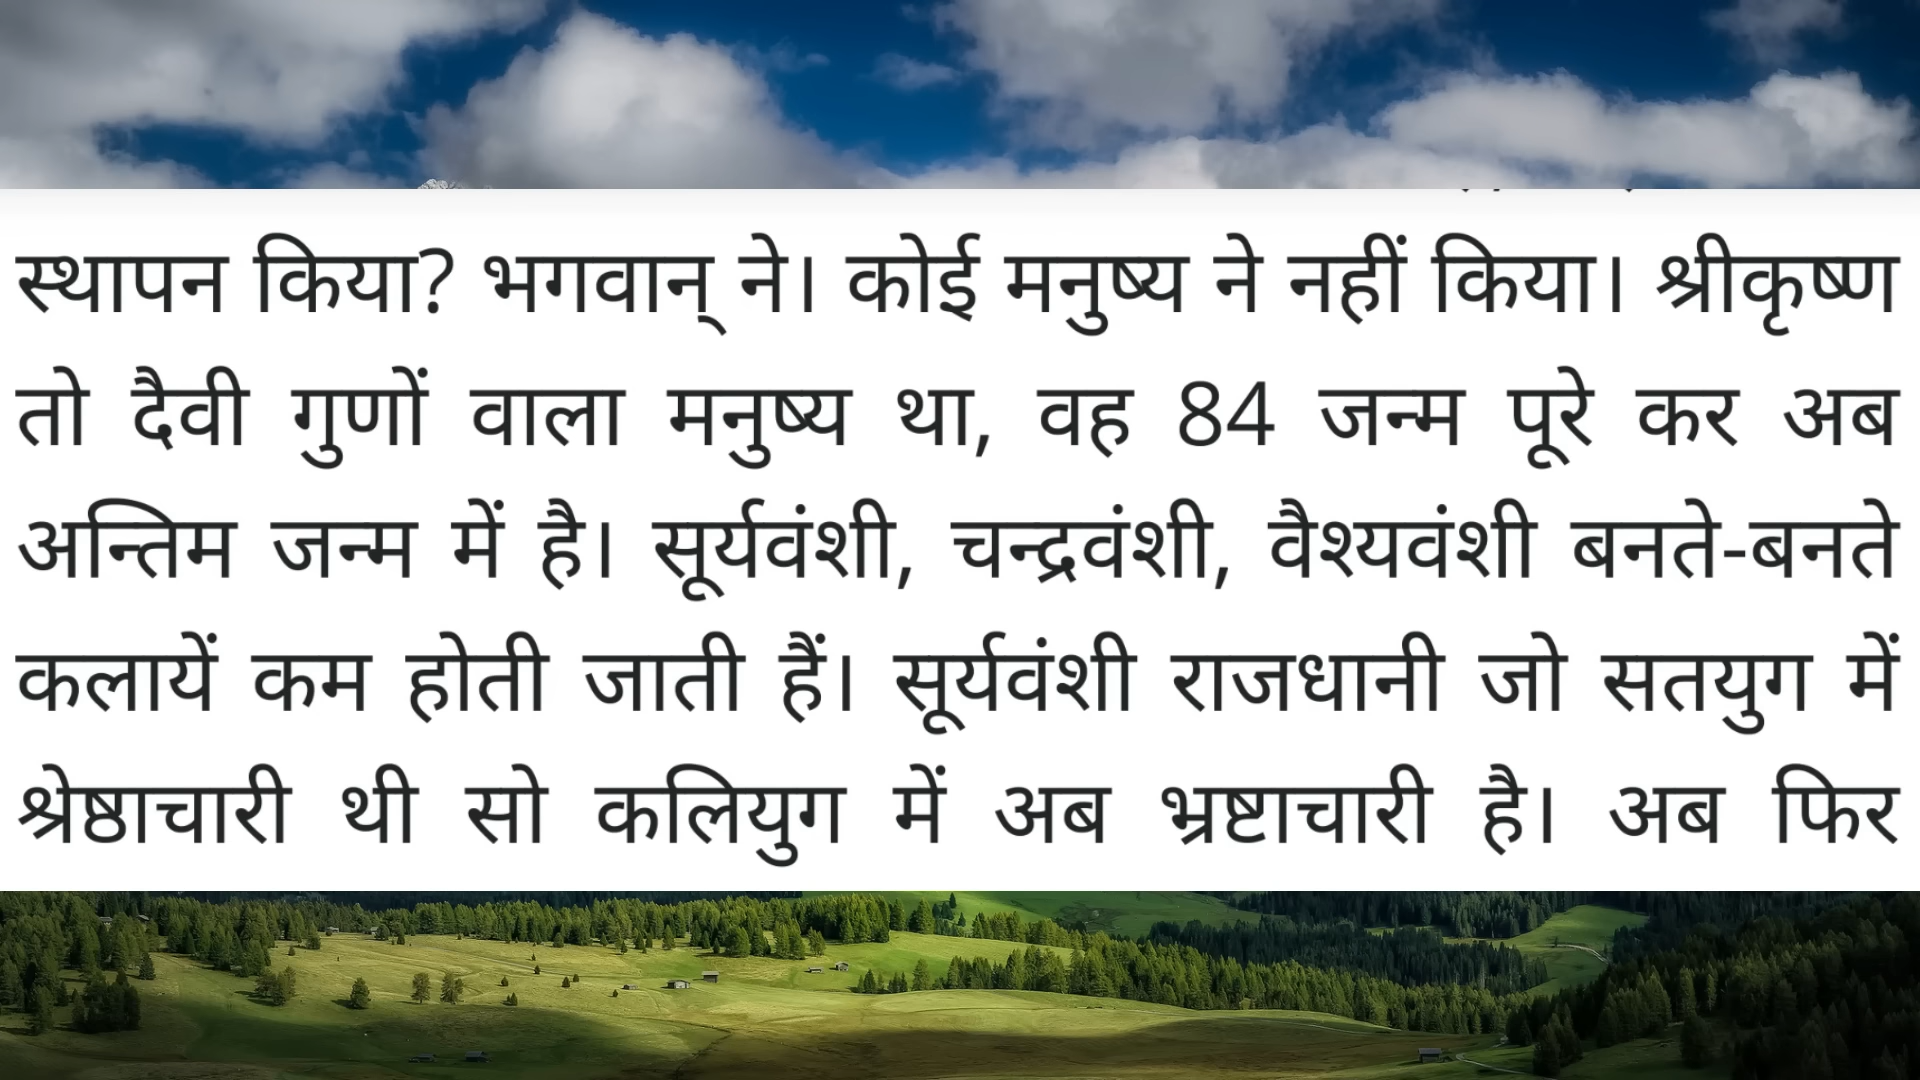 स्थापन किया? भगवान् ने। कोई मनुष्य ने नहीं किया। श्रीकृष्ण
तो दैवी गुणों वाला मनुष्य था, वह 84 जन्म पूरे कर अब
अन्तिम जन्म में है। सूर्यवंशी, चन्द्रवंशी, वैश्यवंशी बनते-बनते
कलायें कम होती जाती हैं। सूर्यवंशी राजधानी जो सतयुग में
श्रेष्ठाचारी थी सो कलियुग में अब भ्रष्टाचारी है। अब फिर